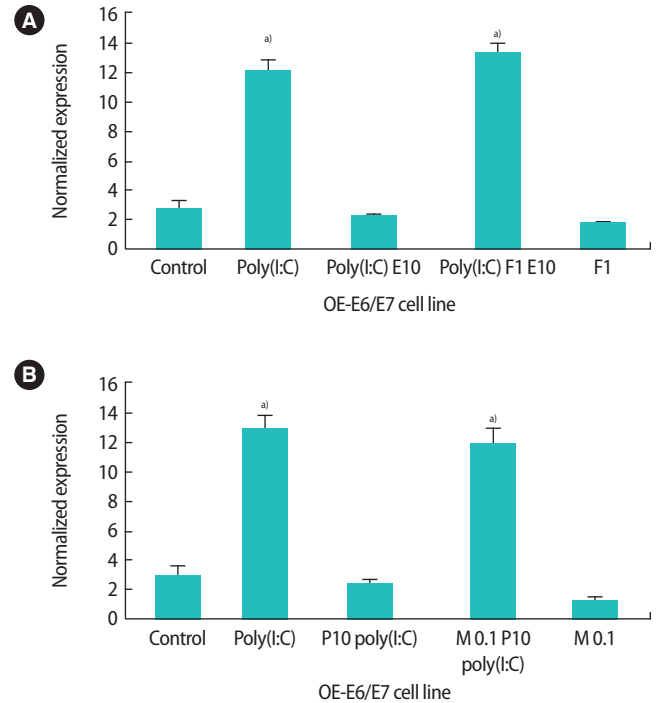 A
Normalized expression
16
14
12
10
8
6
4
2
0
a)
a)
Control
Poly(I:C)
Poly(I:C) E10
Poly(I:C) F1 E10
F1
OE-E6/E7 cell line
B
Normalized expression
16
14
12
10
8
6
4
2
0
a)
a)
Control
Poly(I:C)
P10 poly(I:C)
M 0.1 P10
poly(I:C)
M 0.1
OE-E6/E7 cell line